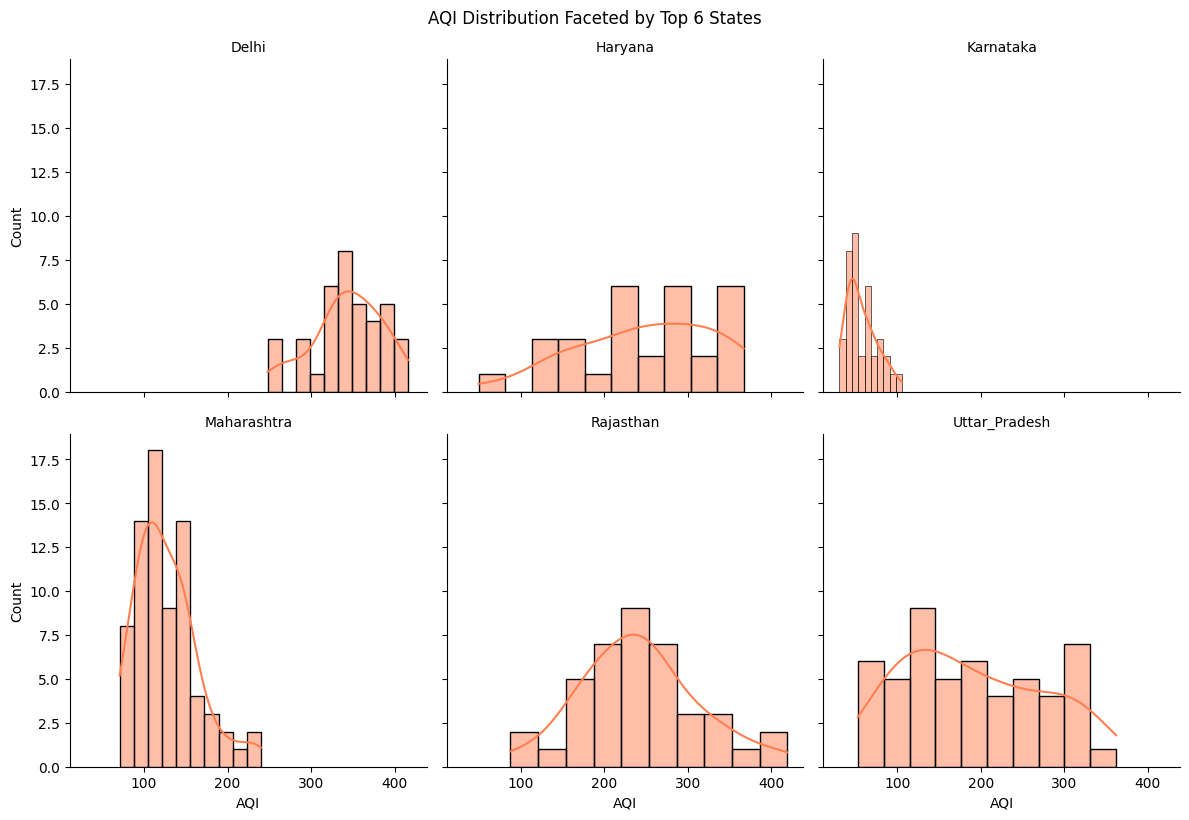 AQI Distribution Faceted by Top 6 States
Delhi
Haryana
Karnataka
17.5
15.0
12.5
10.0
7.5
5.0
2.5
0.0
Count
Maharashtra
Rajasthan
Uttar_Pradesh
17.5
15.0
12.5
10.0
7.5
5.0
2.5
0.0
Count
100 200 300 400
100 200 300 400
100 200 300 400
AQI
AQI
AQI